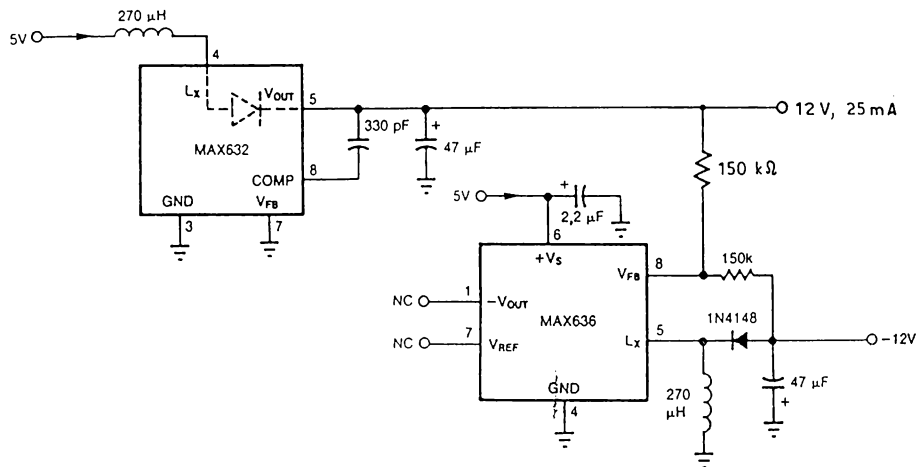 270 µH
5V
4
LX
VOUT
5
12 V, 25 mA
330 pF
+
47 µF
MAX632
150 kΩ
COMP
8
GND
VFB
3
7
5V
+
2,2 µF
6
+VS
VFB
8
150k
NC
1
-VOUT
MAX636
1N4148
NC
7
VREF
LX
5
-12V
GND
4
270
µH
47 µF
+